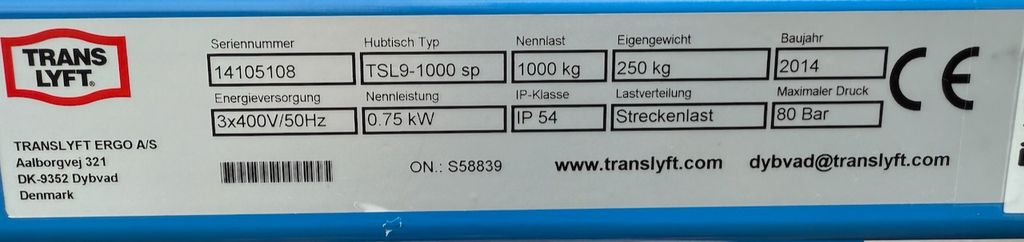 TRANS
LYFT®
Seriennummer Hubtisch Typ Nennlast Eigengewicht Baujahr
14105108 TSL9-1000 sp 1000 kg 250 kg 2014
CE
Energieversorgung Nennleistung IP-Klasse Lastverteilung Maximaler Druck
3x400V/50Hz 0.75 kW IP 54 Streckenlast 80 Bar
TRANSLYFT ERGO A/S
Aalborgvej 321
DK-9352 Dybvad
Denmark
ON.: S58839 www.translyft.com dybvad@translyft.com